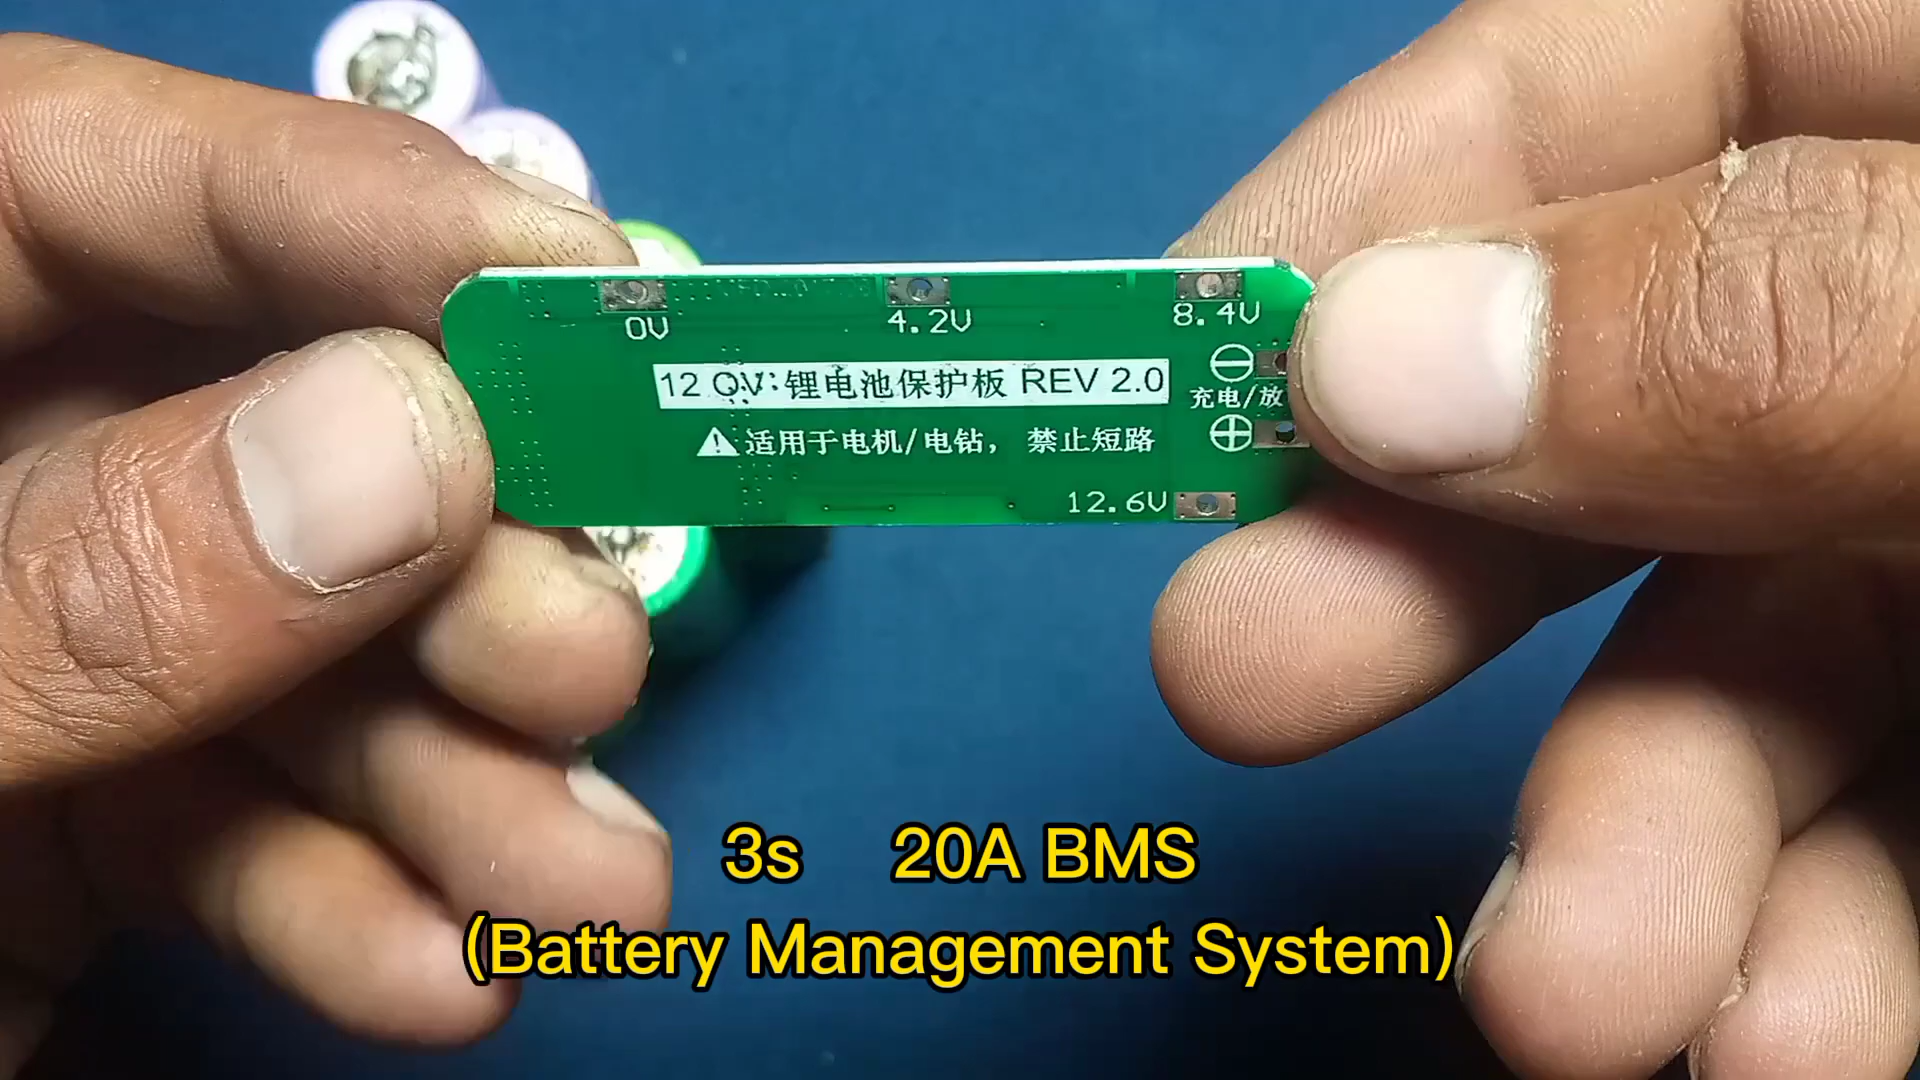 0V
4.2V
8.4V
12 0V:锂电池保护板 REV 2.0
充电/放
适用于电机/电钻, 禁止短路
12.6V
3s 20A BMS
(Battery Management System)